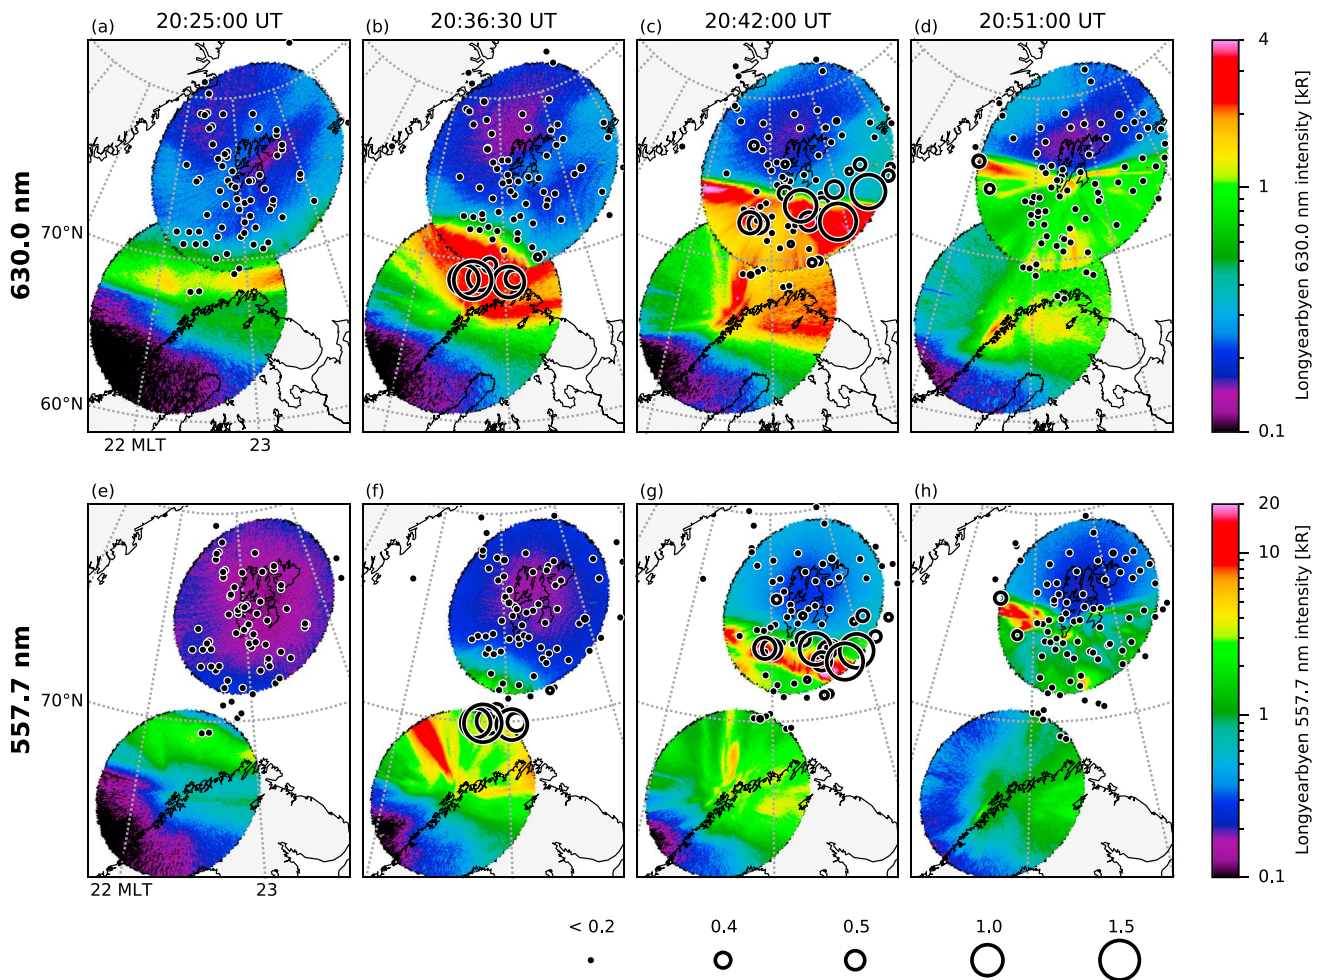 (a) 20:25:00 UT
(b) 20:36:30 UT
(c) 20:42:00 UT
(d) 20:51:00 UT
630.0 nm
70°N
60°N
22 MLT 23
4
1
0.1
Longyearbyen 630.0 nm intensity [kR]
(e)
(f)
(g)
(h)
557.7 nm
70°N
22 MLT 23
20
10
1
0.1
Longyearbyen 557.7 nm intensity [kR]
< 0.2 0.4 0.5 1.0 1.5